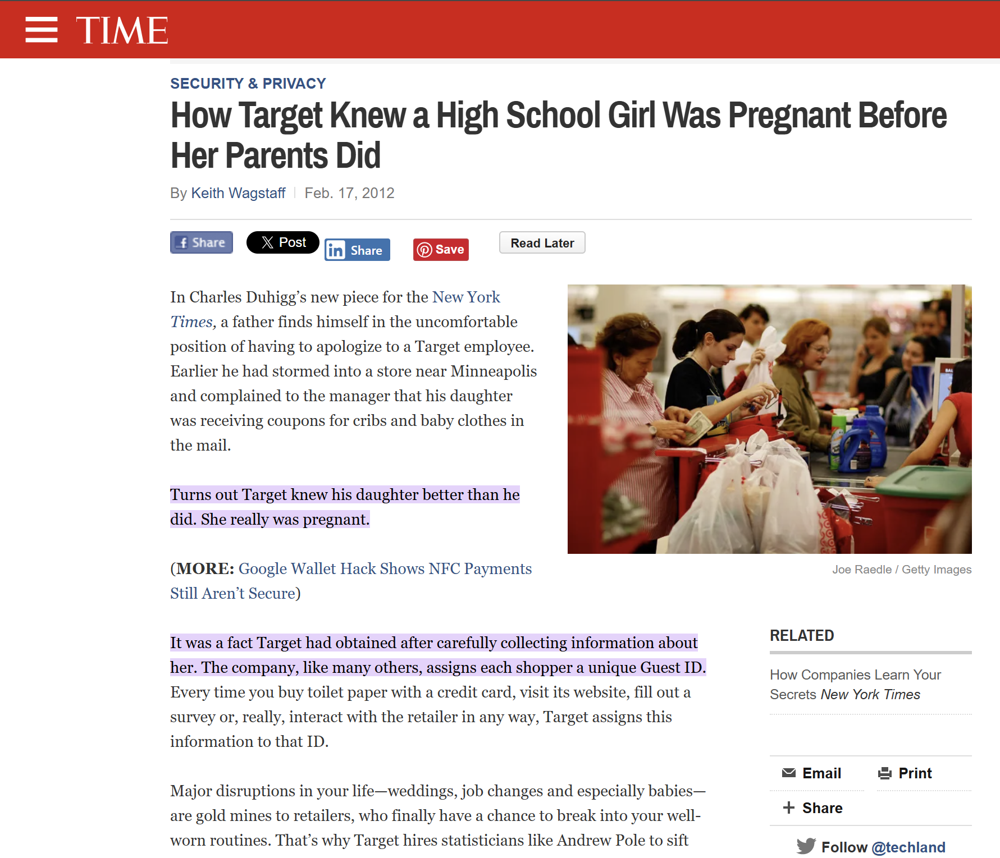 TIME
SECURITY & PRIVACY
How Target Knew a High School Girl Was Pregnant Before
Her Parents Did
By Keith Wagstaff | Feb. 17, 2012
f Share
X Post
in Share
Save
Read Later
In Charles Duhigg’s new piece for the New York
Times, a father finds himself in the uncomfortable
position of having to apologize to a Target employee.
Earlier he had stormed into a store near Minneapolis
and complained to the manager that his daughter
was receiving coupons for cribs and baby clothes in
the mail.
Turns out Target knew his daughter better than he
did. She really was pregnant.
(MORE: Google Wallet Hack Shows NFC Payments
Still Aren’t Secure)
Joe Raedle / Getty Images
It was a fact Target had obtained after carefully collecting information about
her. The company, like many others, assigns each shopper a unique Guest ID.
Every time you buy toilet paper with a credit card, visit its website, fill out a
survey or, really, interact with the retailer in any way, Target assigns this
information to that ID.
Major disruptions in your life—weddings, job changes and especially babies—
are gold mines to retailers, who finally have a chance to break into your well-
worn routines. That’s why Target hires statisticians like Andrew Pole to sift
RELATED
How Companies Learn Your
Secrets New York Times
Email
Print
+ Share
Follow @techland